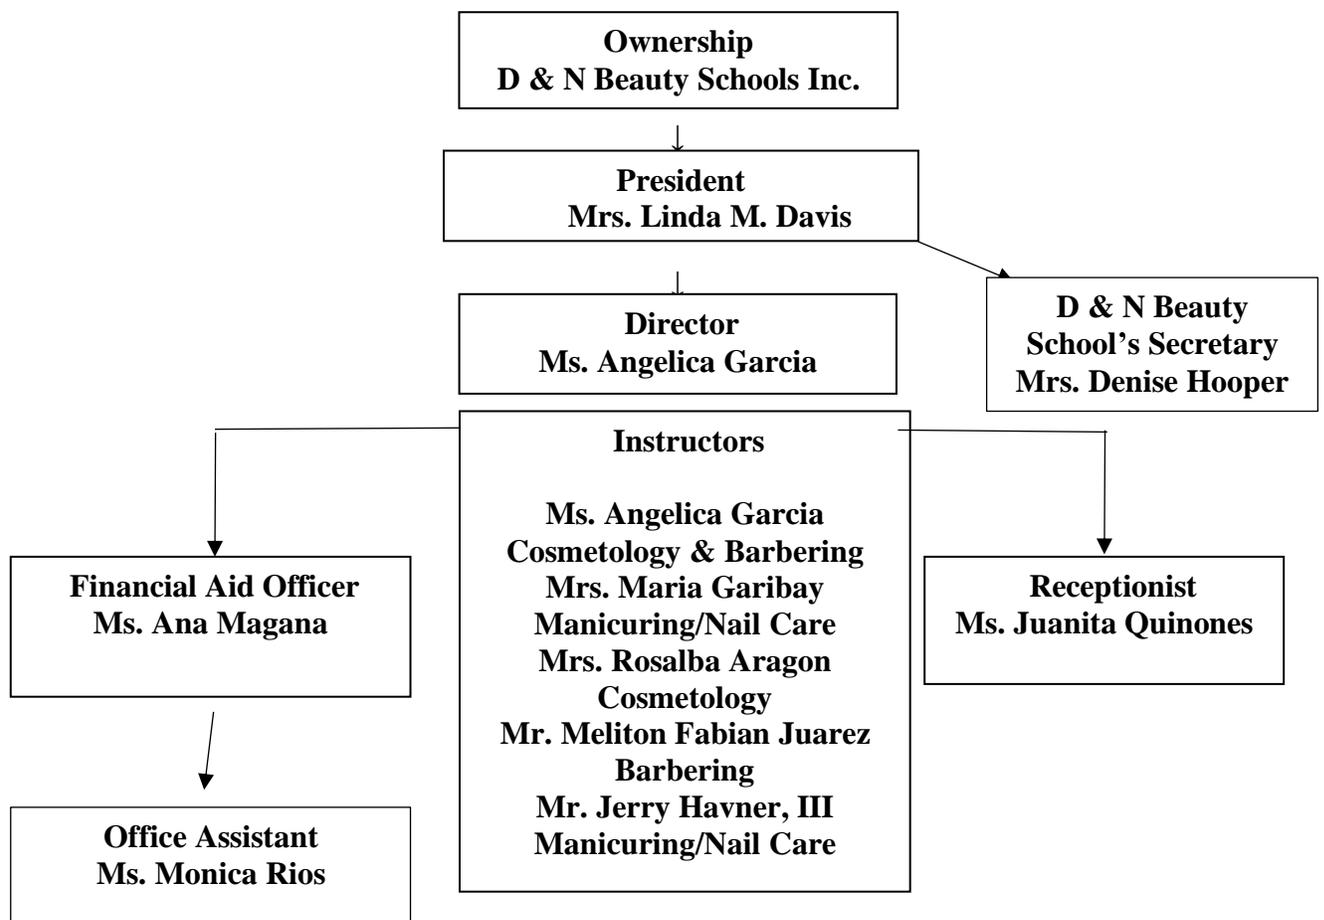 Ownership
D & N Beauty Schools Inc.
President
Mrs. Linda M. Davis
D & N Beauty
School’s Secretary
Mrs. Denise Hooper
Director
Ms. Angelica Garcia
Instructors
Ms. Angelica Garcia
Cosmetology & Barbering
Mrs. Maria Garibay
Manicuring/Nail Care
Mrs. Rosalba Aragon
Cosmetology
Mr. Meliton Fabian Juarez
Barbering
Mr. Jerry Havner, III
Manicuring/Nail Care
Financial Aid Officer
Ms. Ana Magana
Receptionist
Ms. Juanita Quinones
Office Assistant
Ms. Monica Rios